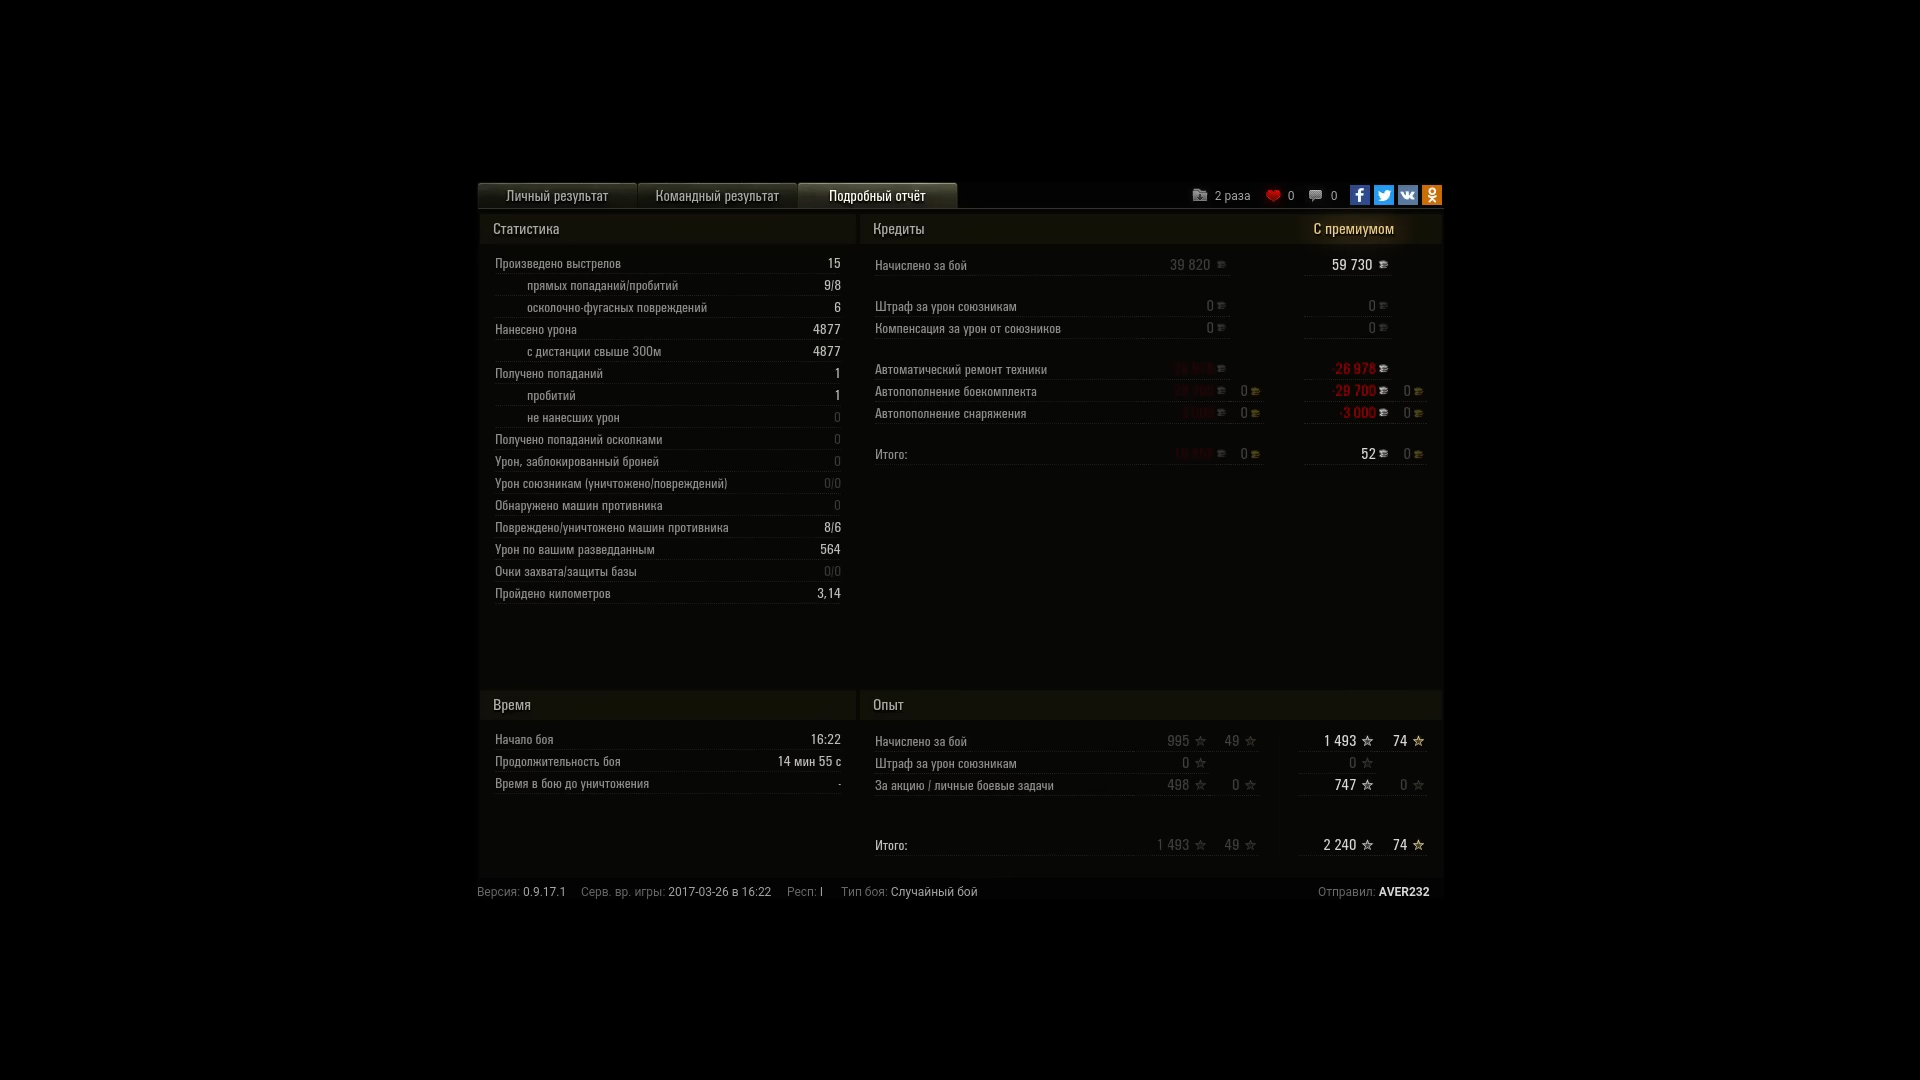 Личный результат Командный результат Подробный отчёт 2 раза 0 0
Статистика
Произведено выстрелов 15
прямых попаданий/пробитий 9/8
осколочно-фугасных повреждений 6
Нанесено урона 4877
с дистанции свыше 300м 4877
Получено попаданий 1
пробитий 1
не нанесших урон 0
Получено попаданий осколками 0
Урон, заблокированный броней 0
Урон союзникам (уничтожено/повреждений) 0/0
Обнаружено машин противника 0
Повреждено/уничтожено машин противника 8/6
Урон по вашим разведданным 564
Очки захвата/защиты базы 0/0
Пройдено километров 3,14
Кредиты С премиумом
Начислено за бой 39 820 59 730
Штраф за урон союзникам 0 0
Компенсация за урон от союзников 0 0
Автоматический ремонт техники -26 978
Автопополнение боекомплекта 0 -29 700 0
Автопополнение снаряжения 0 -3 000 0
Итого: 0 52 0
Время
Начало боя 16:22
Продолжительность боя 14 мин 55 с
Время в бою до уничтожения -
Опыт
Начислено за бой 995 49 1 493 74
Штраф за урон союзникам 0 0
За акцию / личные боевые задачи 498 0 747 0
Итого: 1 493 49 2 240 74
Версия: 0.9.17.1 Серв. вр. игры: 2017-03-26 в 16:22 Респ: I Тип боя: Случайный бой Отправил: AVER232